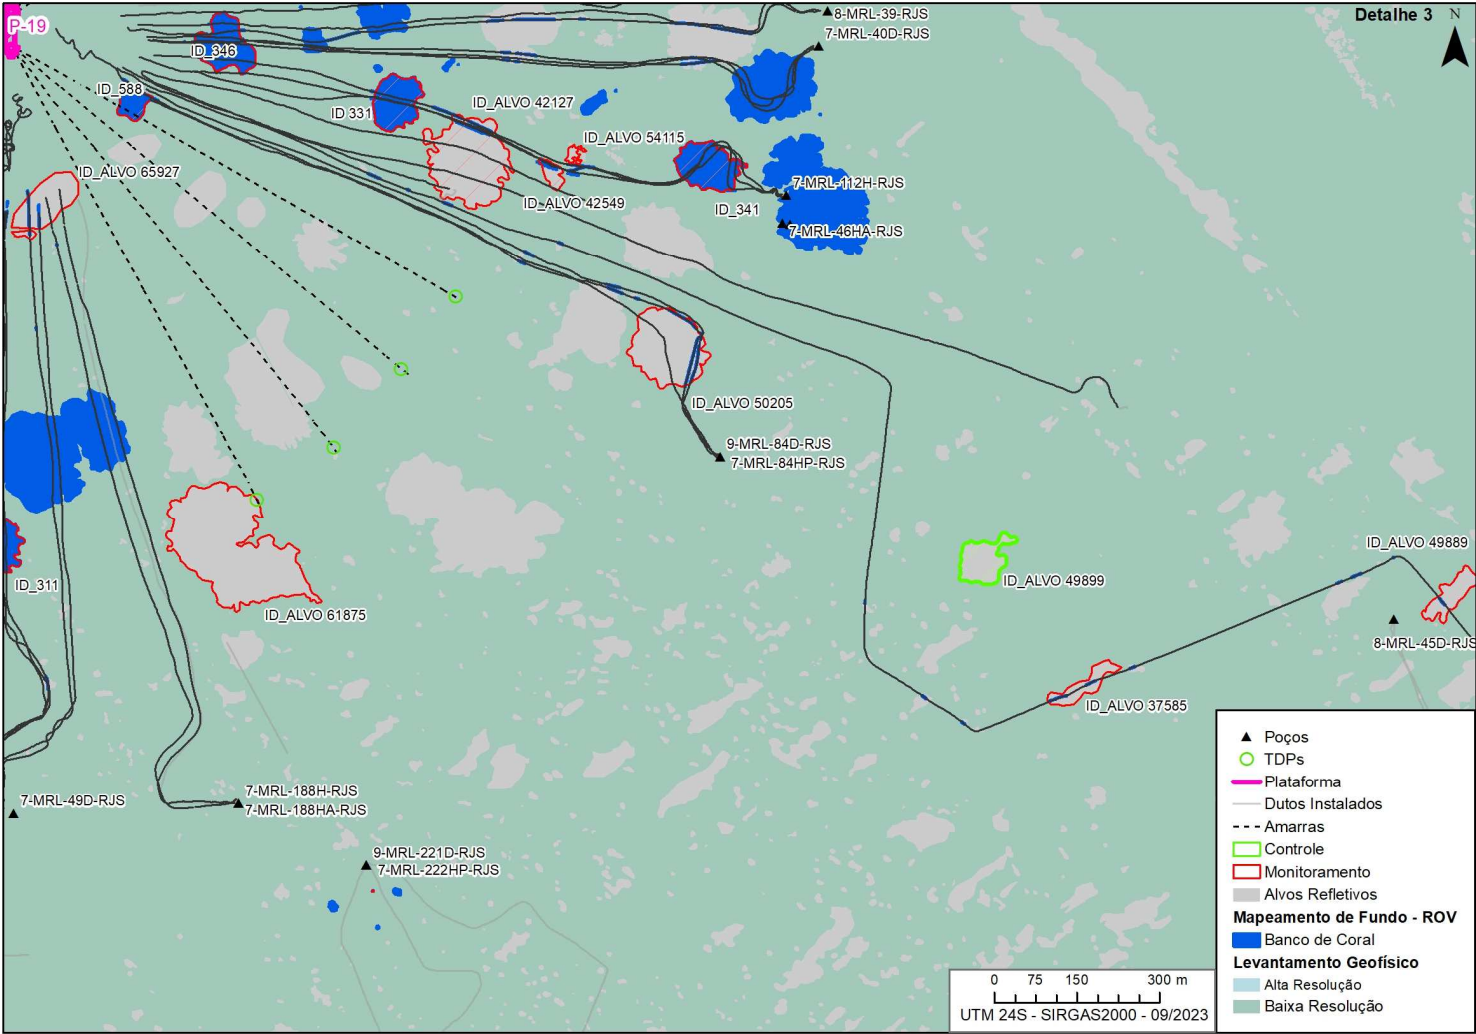 Detalhe 3
N
P-19
8-MRL-39-RJS
7-MRL-40D-RJS
ID_346
ID_588
ID 331
ID_ALVO 42127
ID_ALVO 54115
ID_ALVO 65927
7-MRL-112H-RJS
ID_ALVO 42549
ID_341
7-MRL-46HA-RJS
ID_ALVO 50205
9-MRL-84D-RJS
7-MRL-84HP-RJS
ID_ALVO 49889
ID_ALVO 49899
ID_311
ID_ALVO 61875
8-MRL-45D-RJS
ID_ALVO 37585
7-MRL-49D-RJS
7-MRL-188H-RJS
7-MRL-188HA-RJS
9-MRL-221D-RJS
7-MRL-222HP-RJS
Poços
TDPs
Plataforma
Dutos Instalados
Amarras
Controle
Monitoramento
Alvos Refletivos
Mapeamento de Fundo - ROV
Banco de Coral
Levantamento Geofísico
Alta Resolução
Baixa Resolução
0 75 150 300 m
UTM 24S - SIRGAS2000 - 09/2023